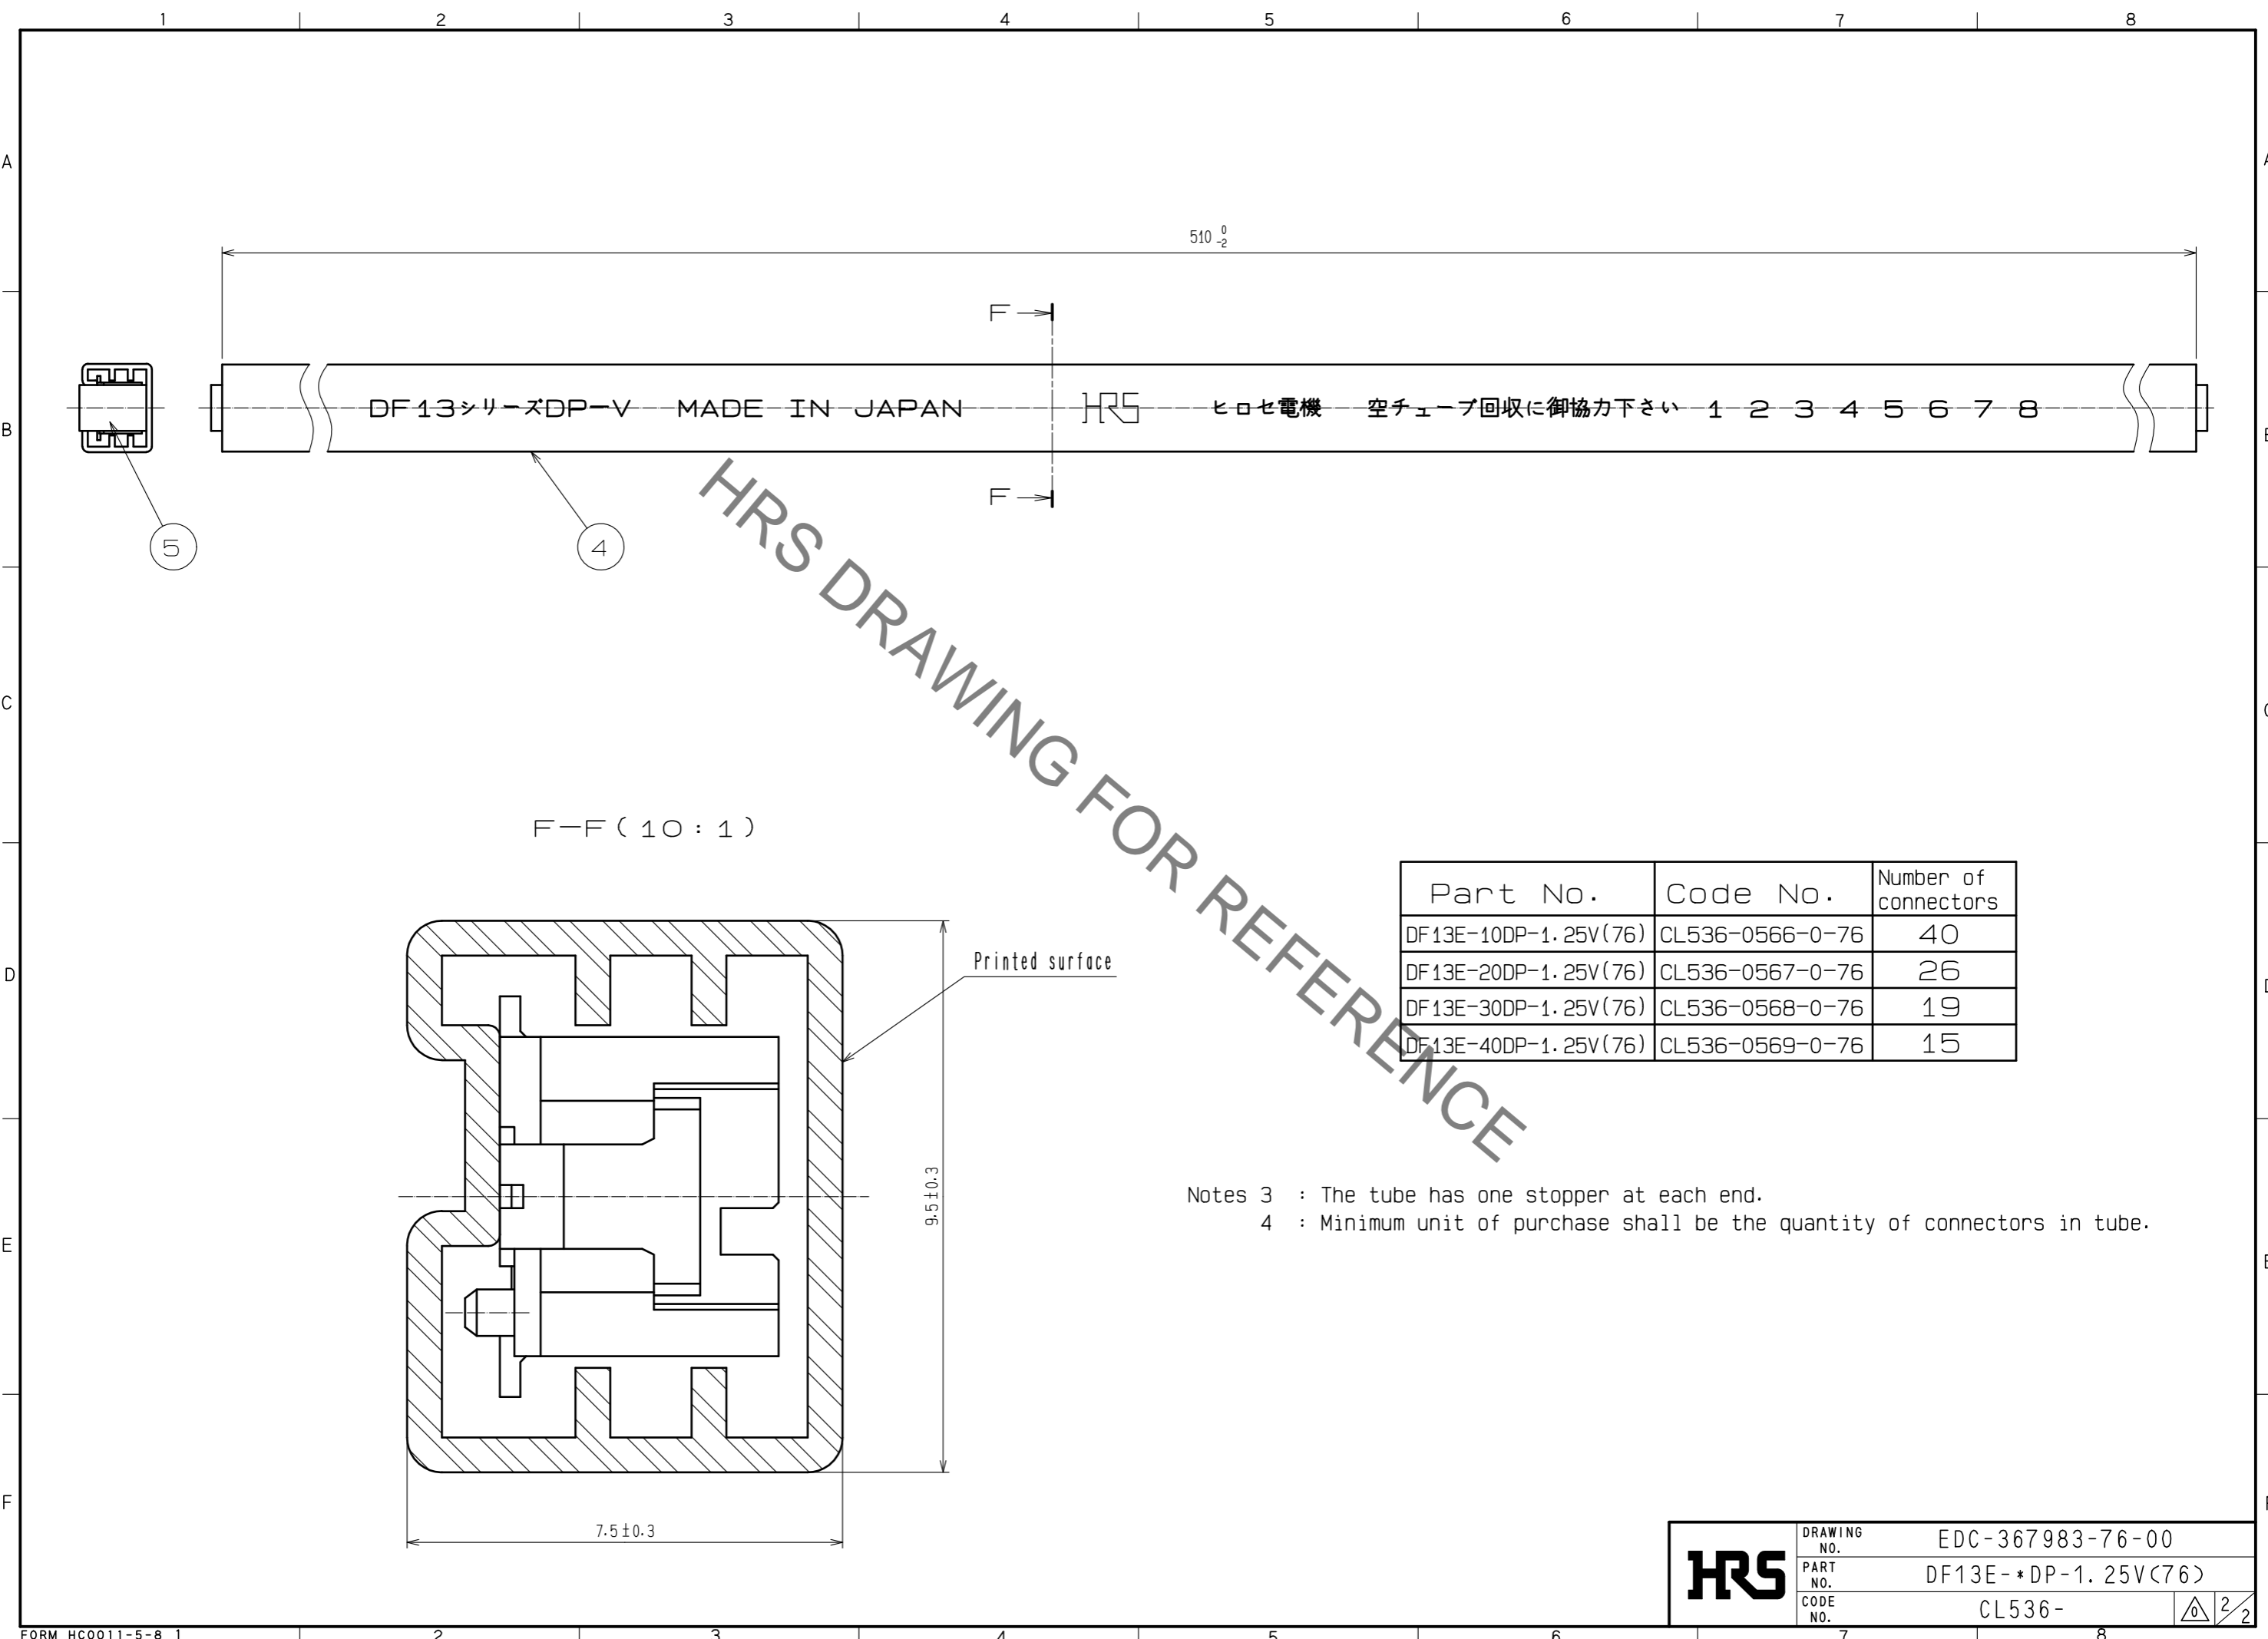 1 2 3 4 5 6 7 8
A A
510 0 -2
F
DF13シリーズDP-V MADE IN JAPAN HRS ヒロセ電機 空チューブ回収に御協力下さい 1 2 3 4 5 6 7 8
B
F
5 4
HRS DRAWING FOR REFERENCE
C
F-F(10:1)
Part No. Code No. Number of connectors
DF13E-10DP-1.25V(76) CL536-0566-0-76 40
DF13E-20DP-1.25V(76) CL536-0567-0-76 26
DF13E-30DP-1.25V(76) CL536-0568-0-76 19
DF13E-40DP-1.25V(76) CL536-0569-0-76 15
Printed surface
D
9.5±0.3
Notes 3 : The tube has one stopper at each end.
4 : Minimum unit of purchase shall be the quantity of connectors in tube.
E
F
7.5±0.3
HRS
DRAWING NO. EDC-367983-76-00
PART NO. DF13E-*DP-1.25V(76)
CODE NO. CL536- 0 2/2
FORM HC0011-5-8 1 2 3 4 5 6 7 8